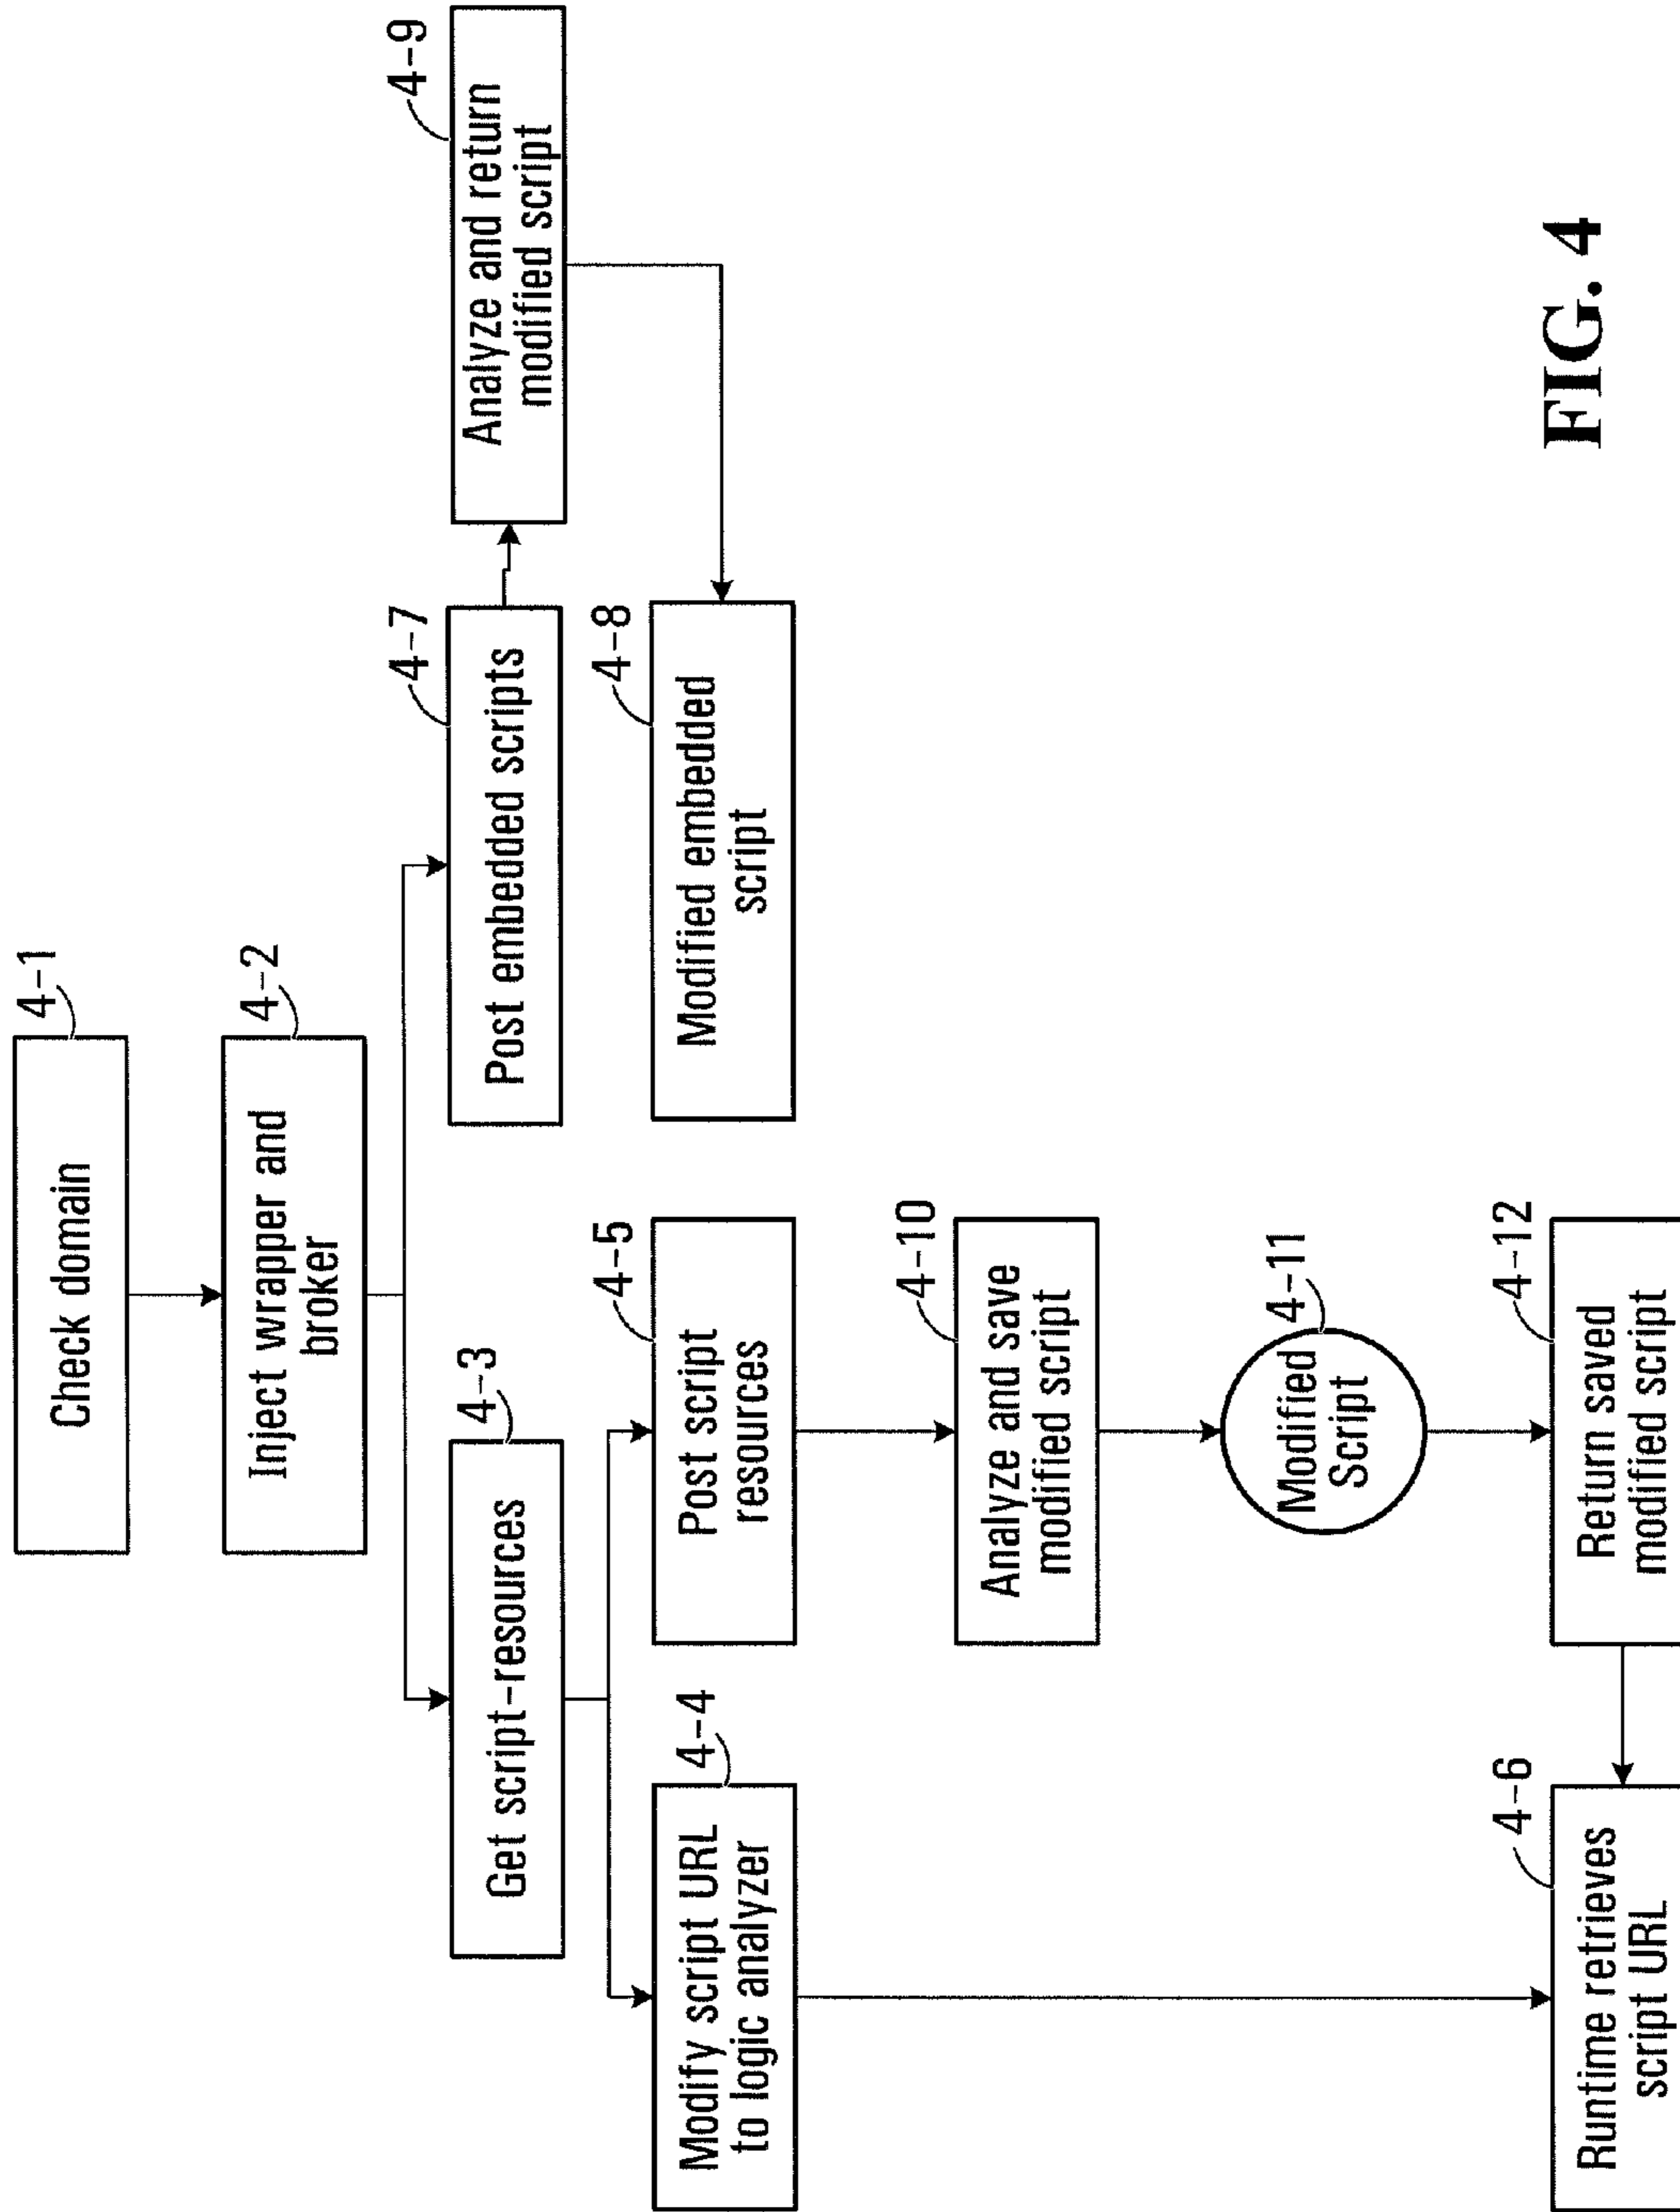 4-1
Check domain
4-2
Inject wrapper and
broker
4-3
Get script-resources
4-7
Post embedded scripts
4-9
Analyze and return
modified script
4-4
Modify script URL
to logic analyzer
4-5
Post script
resources
4-8
Modified embedded
script
4-10
Analyze and save
modified script
4-11
Modified
Script
4-6
Runtime retrieves
script URL
4-12
Return saved
modified script
FIG. 4